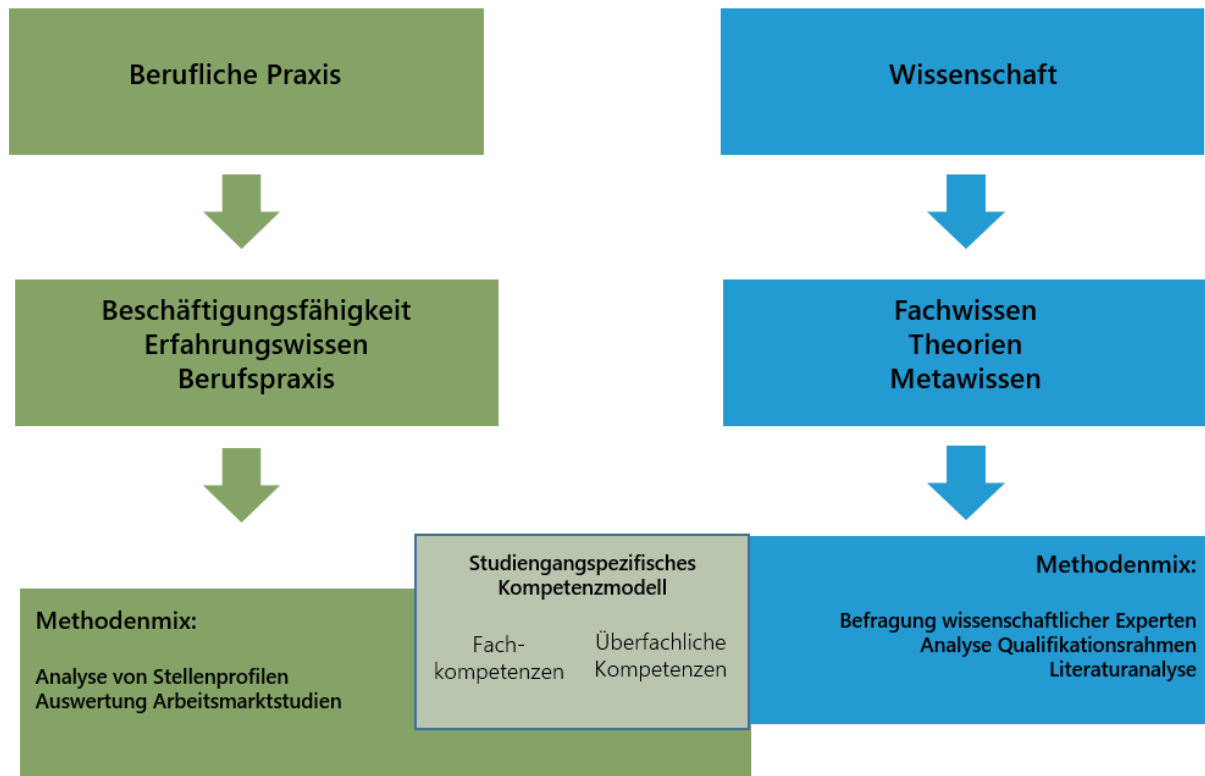 Berufliche Praxis
Wissenschaft
Beschäftigungsfähigkeit
Erfahrungswissen
Berufspraxis
Fachwissen
Theorien
Metawissen
Methodenmix:
Analyse von Stellenprofilen
Auswertung Arbeitsmarktstudien
Studiengangspezifisches
Kompetenzmodell
Fach-
kompetenzen
Überfachliche
Kompetenzen
Methodenmix:
Befragung wissenschaftlicher Experten
Analyse Qualifikationsrahmen
Literaturanalyse